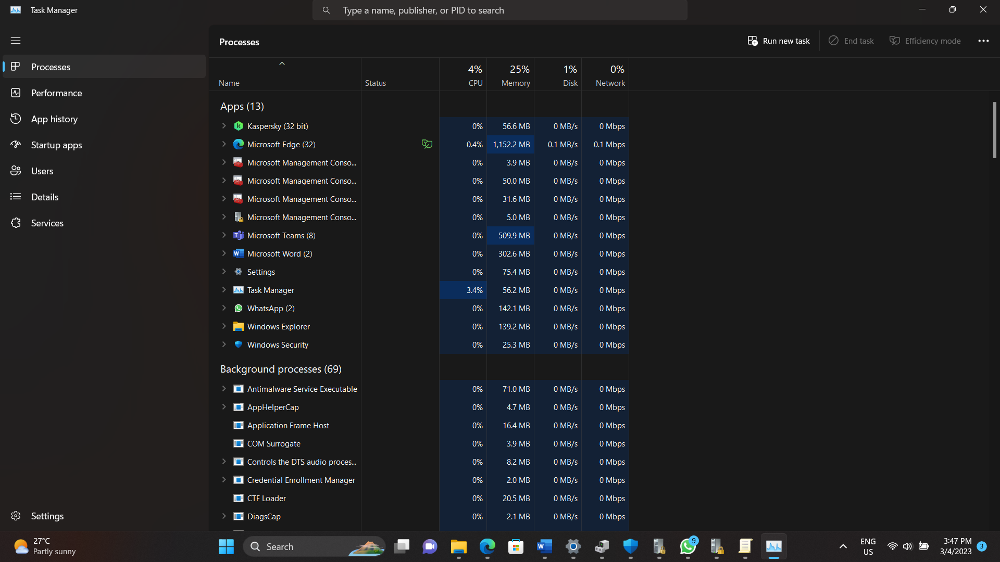 Task Manager
Type a name, publisher, or PID to search
Processes
Performance
App history
Startup apps
Users
Details
Services
Settings
Processes
Run new task
End task
Efficiency mode
4% 25% 1% 0%
Name Status CPU Memory Disk Network
Apps (13)
Kaspersky (32 bit) 0% 56.6 MB 0 MB/s 0 Mbps
Microsoft Edge (32) 0.4% 1,152.2 MB 0.1 MB/s 0.1 Mbps
Microsoft Management Conso... 0% 3.9 MB 0 MB/s 0 Mbps
Microsoft Management Conso... 0% 50.0 MB 0 MB/s 0 Mbps
Microsoft Management Conso... 0% 31.6 MB 0 MB/s 0 Mbps
Microsoft Management Conso... 0% 5.0 MB 0 MB/s 0 Mbps
Microsoft Teams (8) 0% 509.9 MB 0 MB/s 0 Mbps
Microsoft Word (2) 0% 302.6 MB 0 MB/s 0 Mbps
Settings 0% 75.4 MB 0 MB/s 0 Mbps
Task Manager 3.4% 56.2 MB 0 MB/s 0 Mbps
WhatsApp (2) 0% 142.1 MB 0 MB/s 0 Mbps
Windows Explorer 0% 139.2 MB 0 MB/s 0 Mbps
Windows Security 0% 25.3 MB 0 MB/s 0 Mbps
Background processes (69)
Antimalware Service Executable 0% 71.0 MB 0 MB/s 0 Mbps
AppHelperCap 0% 4.7 MB 0 MB/s 0 Mbps
Application Frame Host 0% 16.4 MB 0 MB/s 0 Mbps
COM Surrogate 0% 3.9 MB 0 MB/s 0 Mbps
Controls the DTS audio proces... 0% 8.2 MB 0 MB/s 0 Mbps
Credential Enrollment Manager 0% 2.0 MB 0 MB/s 0 Mbps
CTF Loader 0% 20.5 MB 0 MB/s 0 Mbps
DiagsCap 0% 2.1 MB 0 MB/s 0 Mbps
27°C
Partly sunny
Search
9
ENG
US
3:47 PM
3/4/2023
3